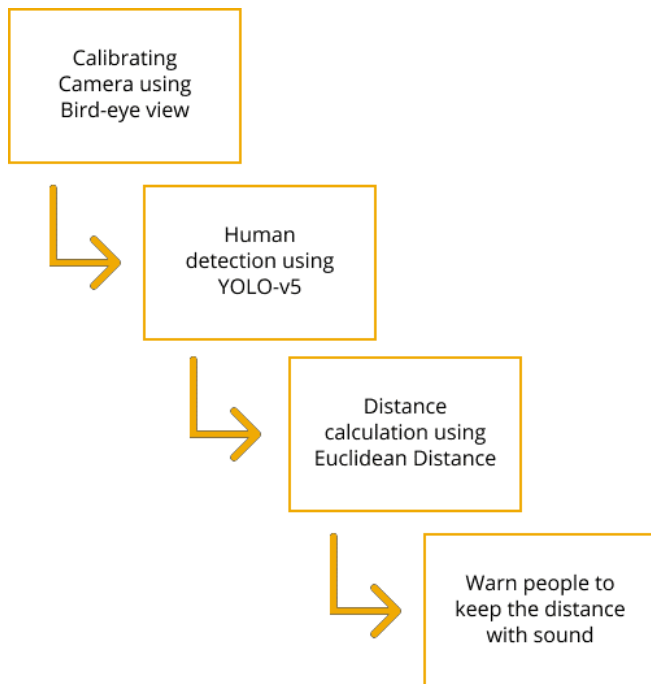 Calibrating
Camera using
Bird-eye view
Human
detection using
YOLO-v5
Distance
calculation using
Euclidean Distance
Warn people to
keep the distance
with sound